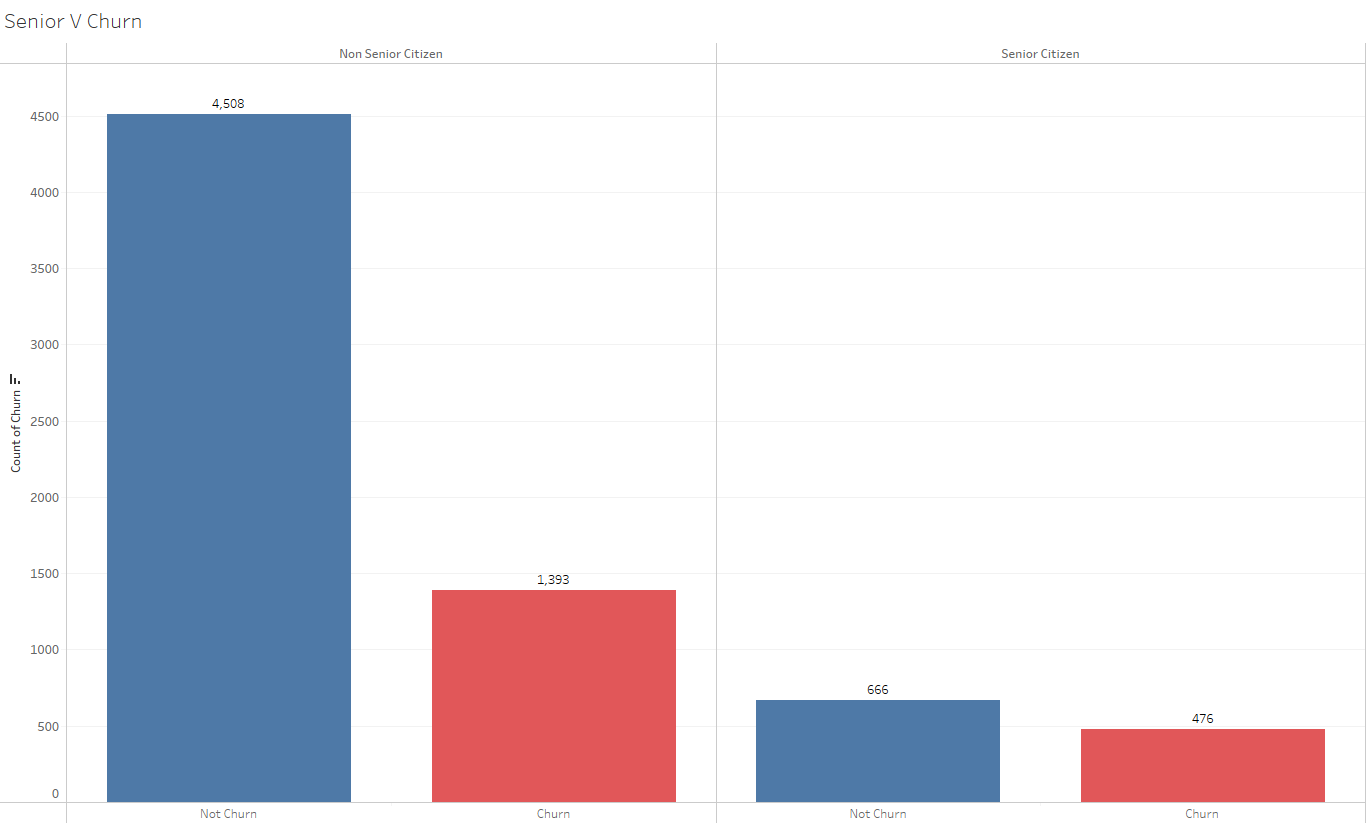 Senior V Churn
Non Senior Citizen
Senior Citizen
Count of Churn
4500
4000
3500
3000
2500
2000
1500
1000
500
0
4,508
1,393
666
476
Not Churn
Churn
Not Churn
Churn